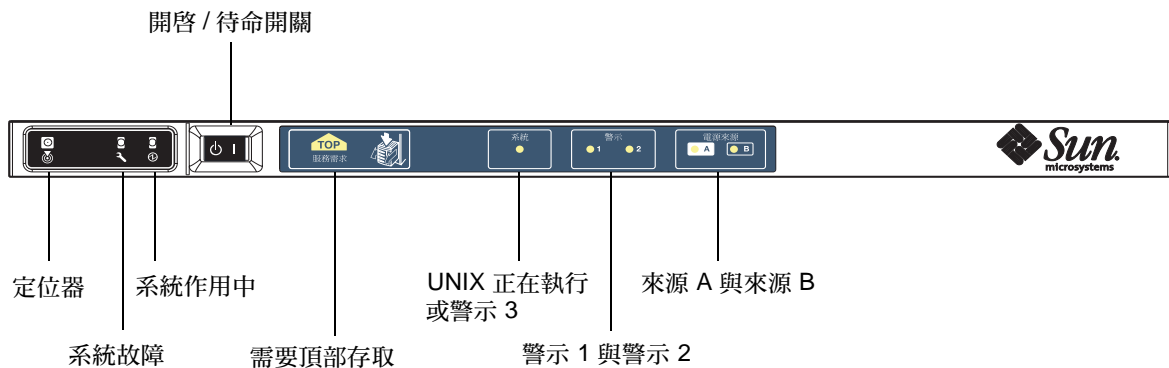 開啓 / 待命開關
TOP
服務需求
系統
警示
1 2
電源來源
A B
Sun
microsystems
定位器
系統作用中
UNIX 正在執行
或警示 3
來源 A 與來源 B
系統故障
需要頂部存取
警示 1 與警示 2